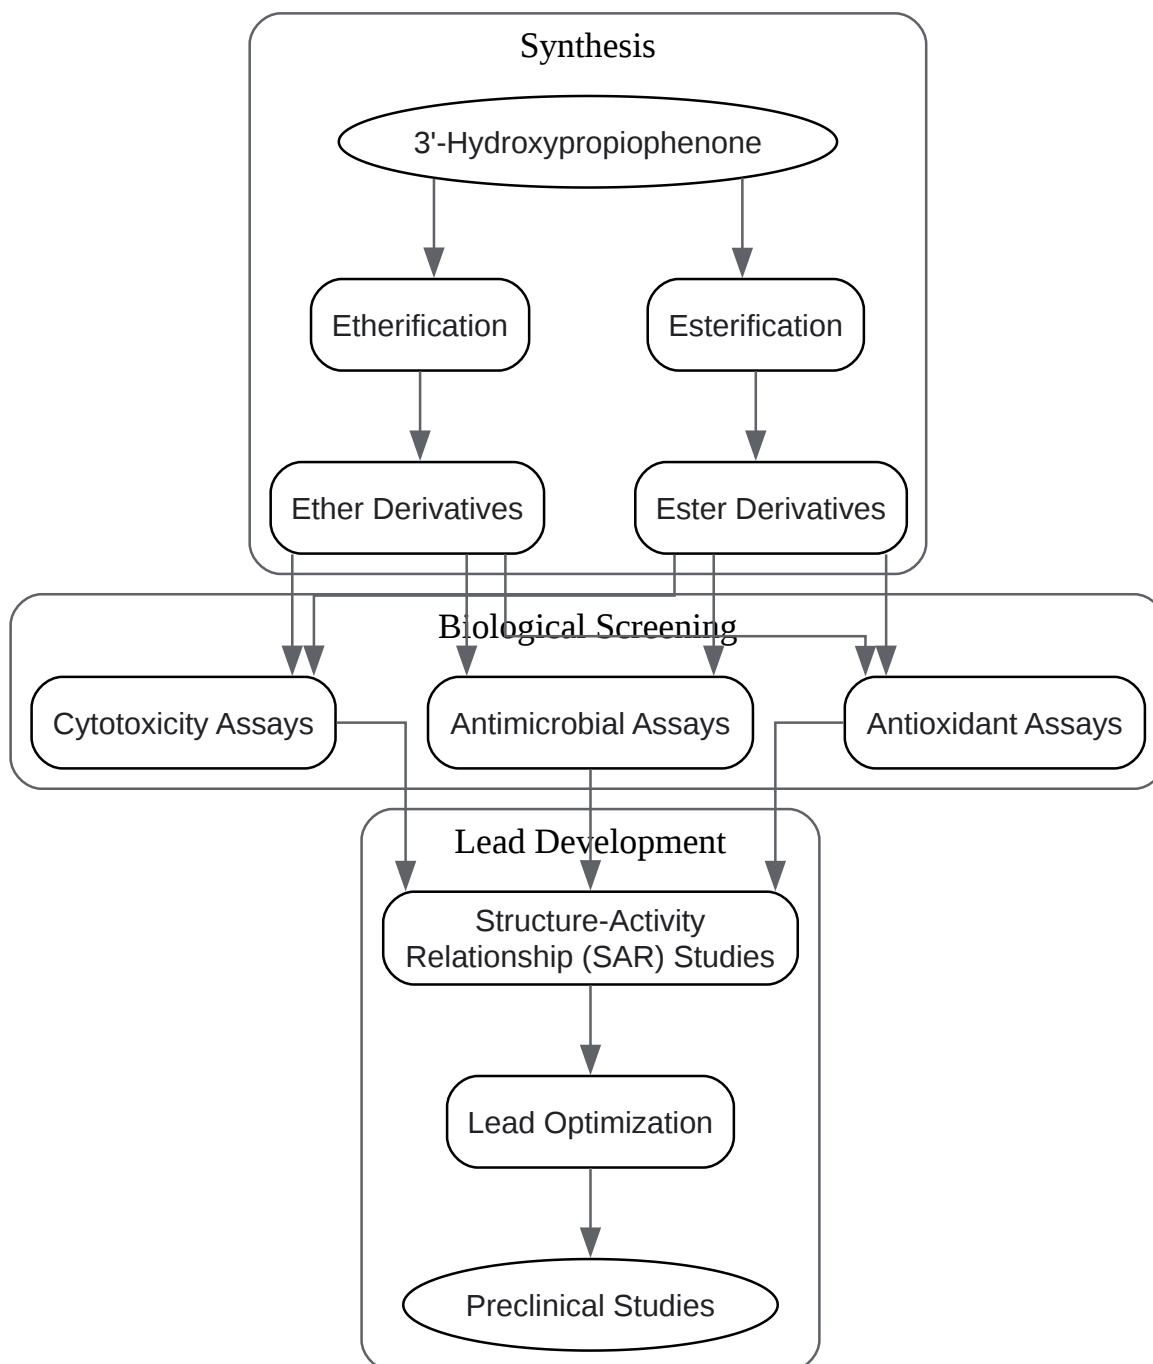 Synthesis
3'-Hydroxypropiophenone
Etherification
Esterification
Ether Derivatives
Ester Derivatives
Biological Screening
Cytotoxicity Assays
Antimicrobial Assays
Antioxidant Assays
Lead Development
Structure-Activity
Relationship (SAR) Studies
Lead Optimization
Preclinical Studies